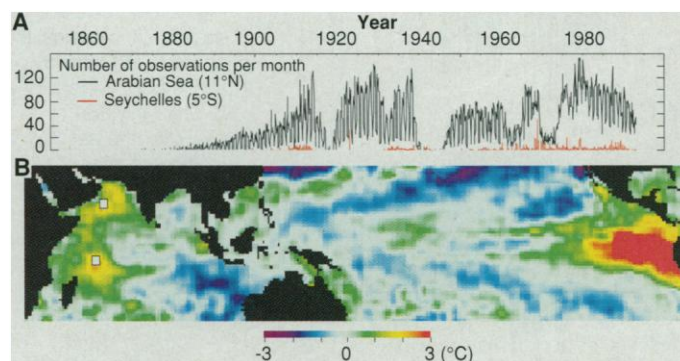 A
Year
1860 1880 1900 1920 1940 1960 1980
Number of observations per month
Arabian Sea (11°N)
Seychelles (5°S)
120
80
40
0
B
-3 0 3 (°C)